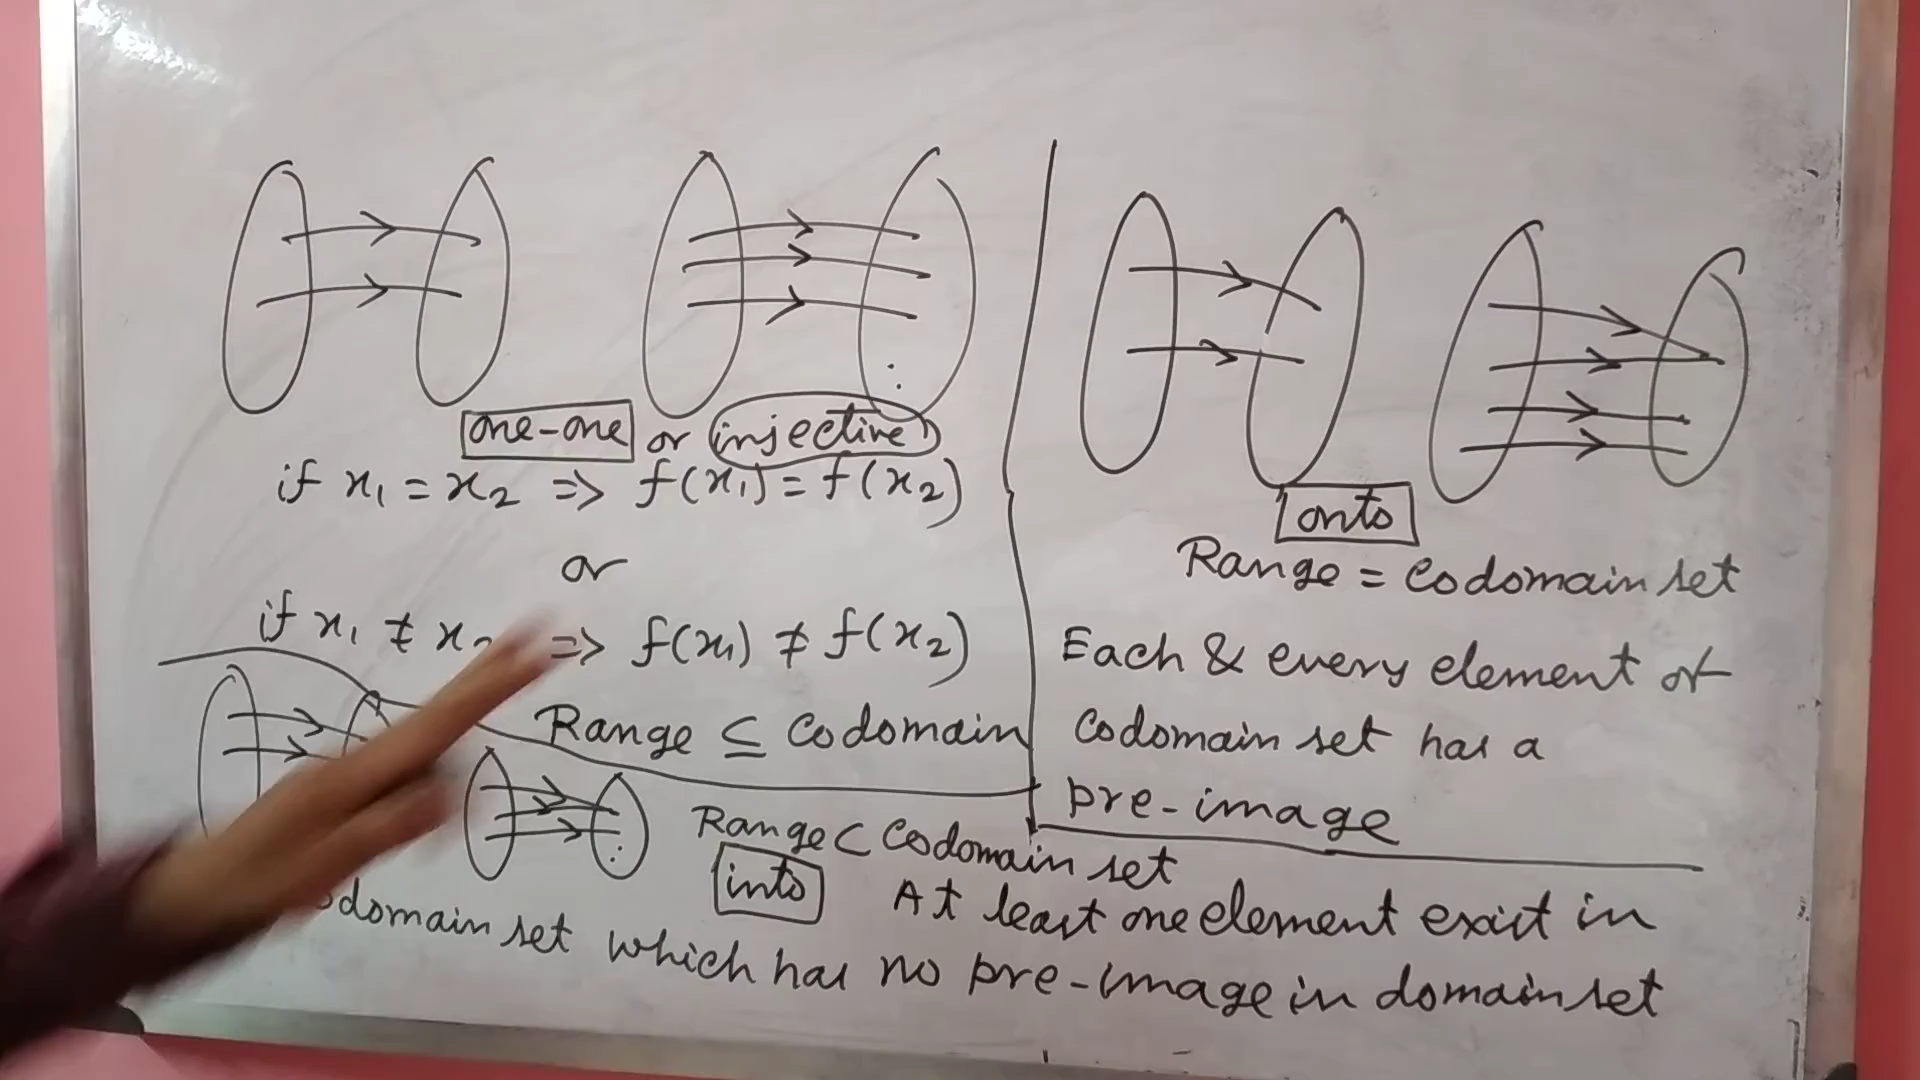 one-one or injective
if x₁ = x₂ => f(x₁) = f(x₂)
or
if x₁ ≠ x₂ => f(x₁) ≠ f(x₂)
Range ⊆ Codomain
onto
Range = Codomain set
Each & every element of
Codomain set has a
pre-image
Range ⊂ Codomain set
into At least one element exist in
odomain set which has no pre-image in domain set